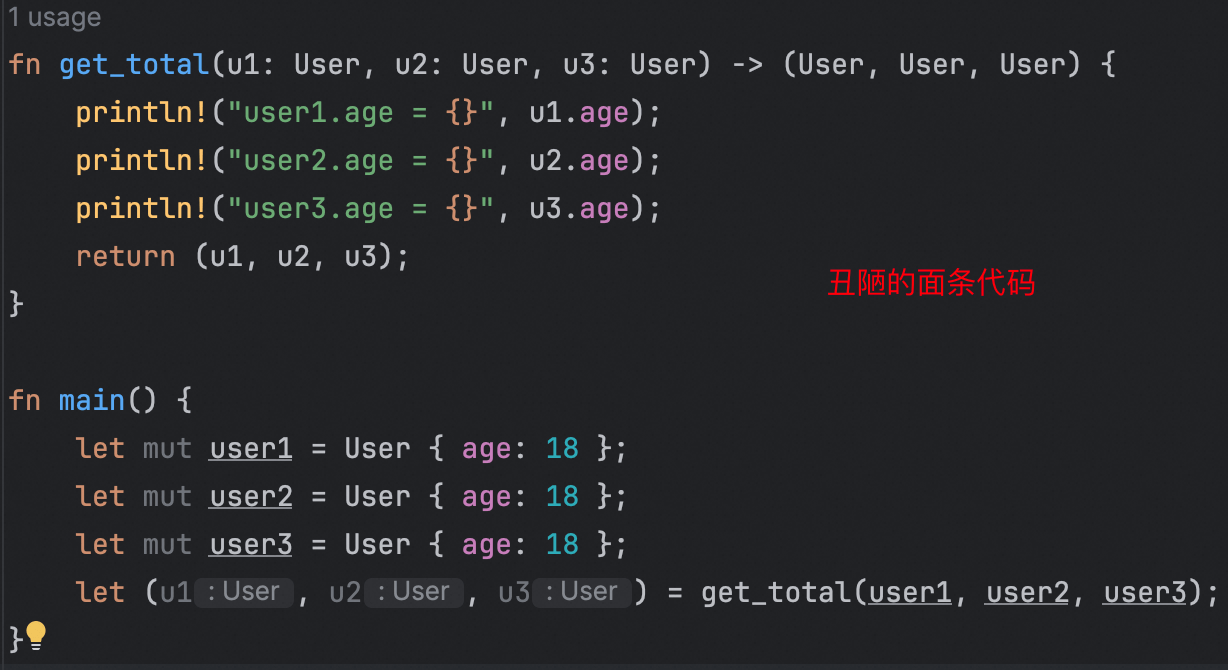 1 usage
fn get_total(u1: User, u2: User, u3: User) -> (User, User, User) {
    println!("user1.age = {}", u1.age);
    println!("user2.age = {}", u2.age);
    println!("user3.age = {}", u3.age);
    return (u1, u2, u3);
丑陋的面条代码
}
fn main() {
    let mut user1 = User { age: 18 };
    let mut user2 = User { age: 18 };
    let mut user3 = User { age: 18 };
    let (u1 : User , u2 : User , u3 : User ) = get_total(user1, user2, user3);
}